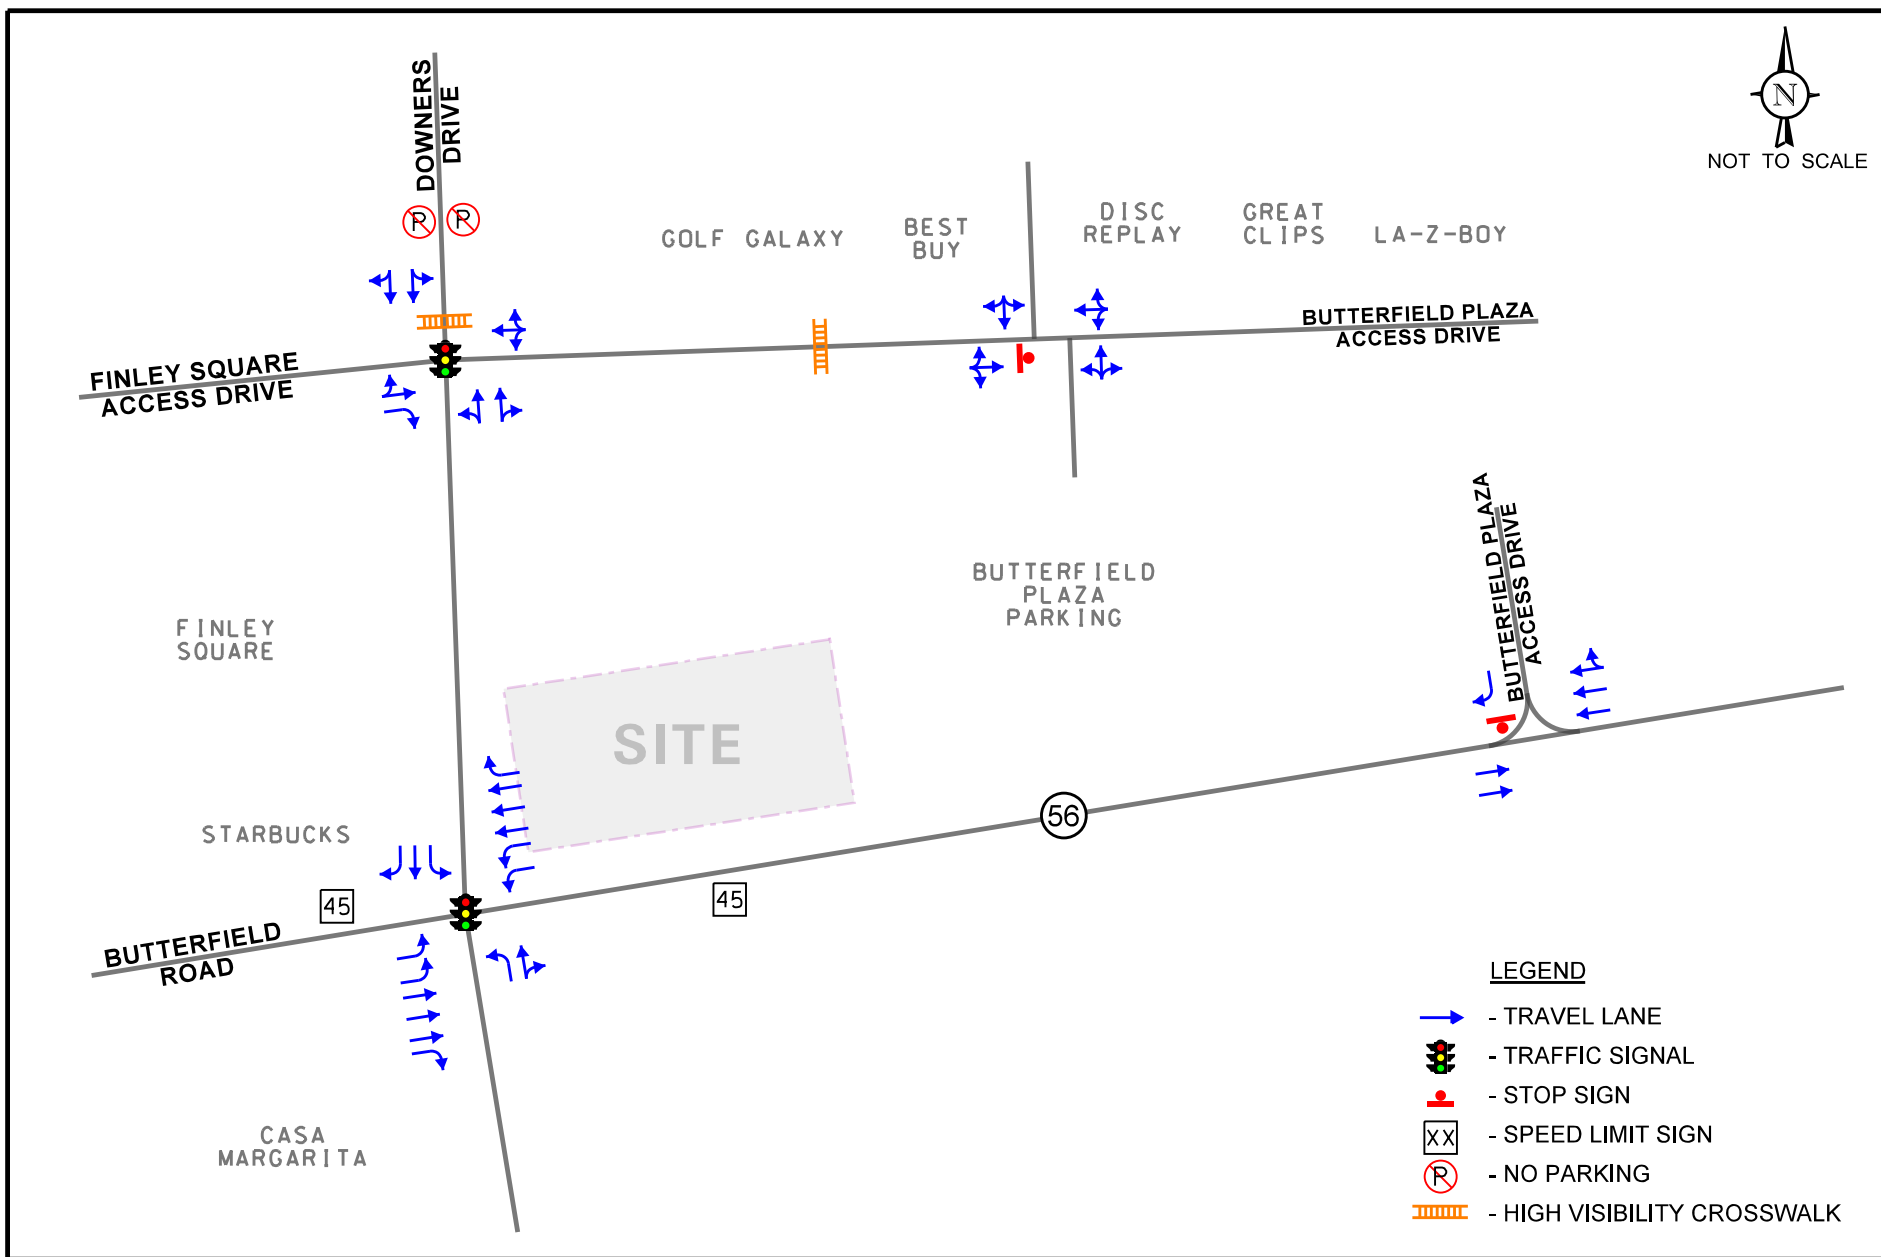 DOWNERS
DRIVE
N
NOT TO SCALE
GOLF GALAXY
BEST
BUY
DISC
REPLAY
GREAT
CLIPS
LA-Z-BOY
BUTTERFIELD PLAZA
ACCESS DRIVE
FINLEY SQUARE
ACCESS DRIVE
BUTTERFIELD PLAZA
ACCESS DRIVE
BUTTERFIELD
PLAZA
PARKING
FINLEY
SQUARE
SITE
STARBUCKS
56
45
45
BUTTERFIELD
ROAD
CASA
MARGARITA
LEGEND
- TRAVEL LANE
- TRAFFIC SIGNAL
- STOP SIGN
XX - SPEED LIMIT SIGN
P - NO PARKING
- HIGH VISIBILITY CROSSWALK
P
P